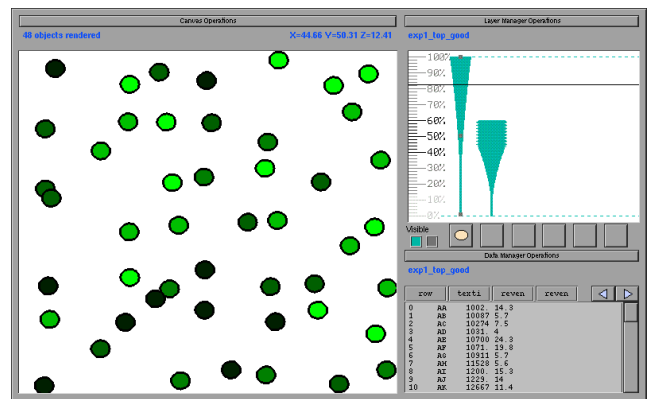 Canvas Operations
48 objects rendered X=44.66 Y=50.31 Z=12.41
Layer Manager Operations
exp1_top_good
100%
90%
80%
70%
60%
50%
40%
30%
20%
10%
0%
Visible
Data Manager Operations
exp1_top_good
row texti reven reven
0 AA 1002. 14.3
1 AB 10087 5.7
2 AC 10274 7.5
3 AD 1031. 4
4 AE 10700 24.3
5 AF 1071. 19.8
6 AG 10911 5.7
7 AH 11528 5.6
8 AI 1200. 15.3
9 AJ 1229. 14
10 AK 12667 11.4